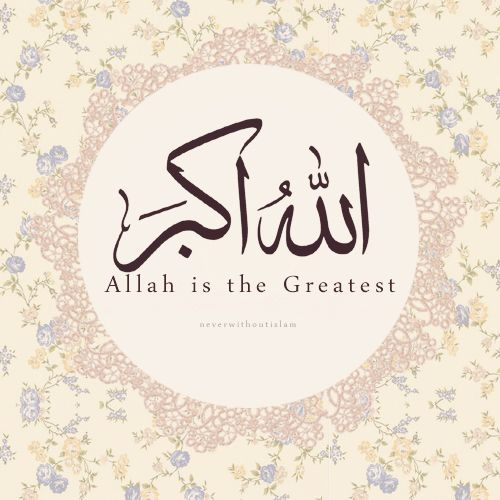 الله أكبر
Allah is the Greatest
neverwithoutislam